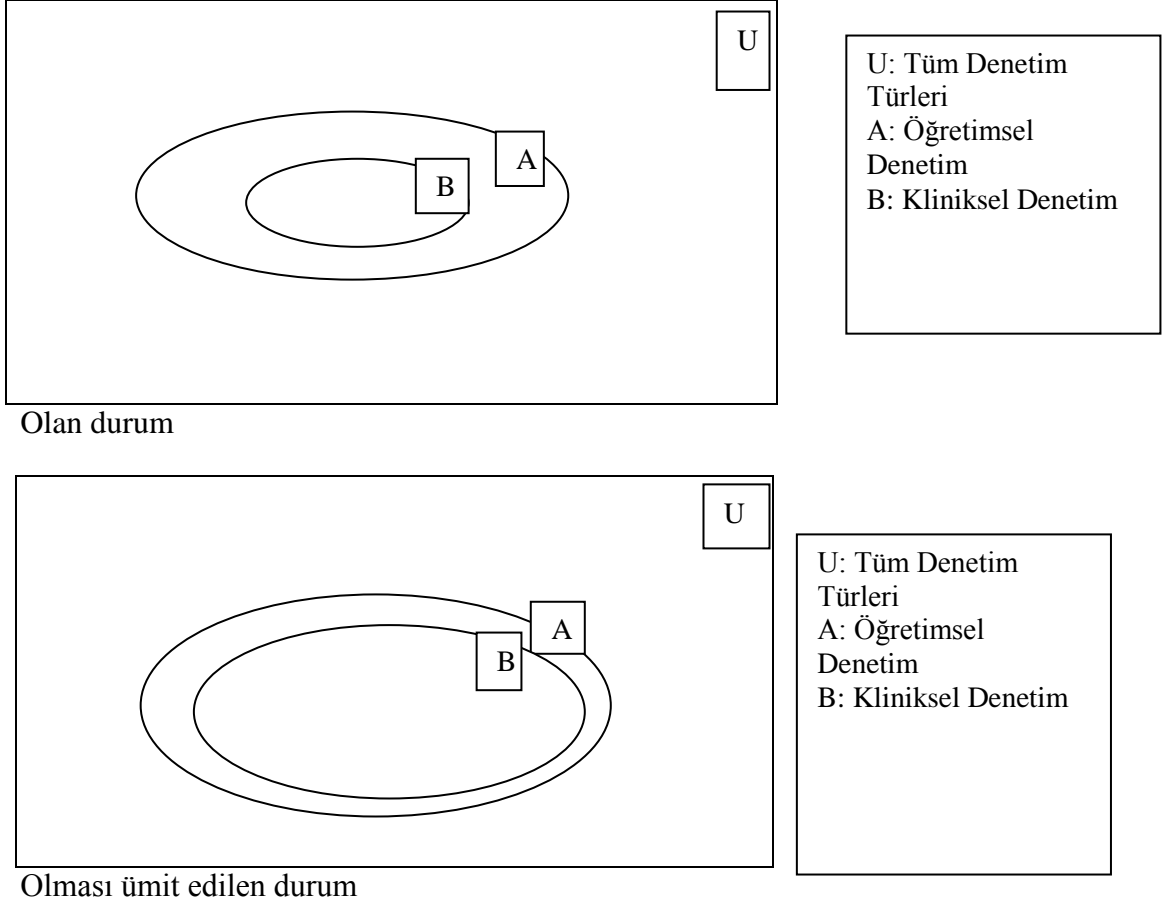 U
A
B
U: Tüm Denetim
Türleri
A: Öğretimsel
Denetim
B: Kliniksel Denetim
Olan durum
U
A
B
U: Tüm Denetim
Türleri
A: Öğretimsel
Denetim
B: Kliniksel Denetim
Olması ümit edilen durum